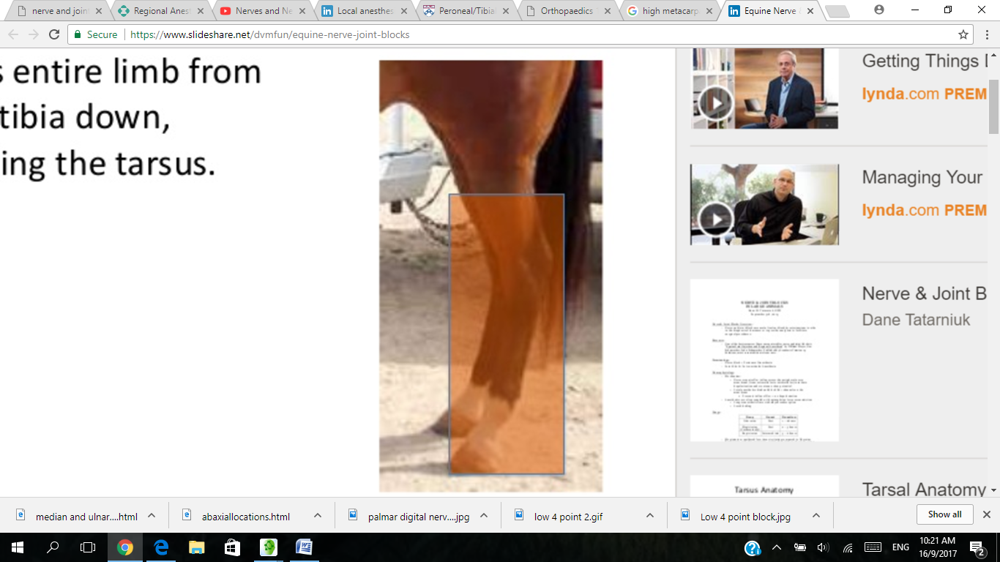 nerve and join
Regional Anest
Nerves and Ne
Local anesthes
Peroneal/Tibia
Orthopaedics
high metacarp
Equine Nerve
Secure
https://www.slideshare.net/dvmfun/equine-nerve-joint-blocks
s entire limb from
tibia down,
ing the tarsus.
Getting Things
lynda.com PREM
Managing Your
lynda.com PREM
Nerve & Joint B
Dane Tatarniuk
Tarsus Anatomy
Tarsal Anatomy
median and ulnar....html
abaxiallocations.html
palmar digital nerv....jpg
low 4 point 2.gif
Low 4 point block.jpg
Show all
ENG
10:21 AM
16/9/2017
2